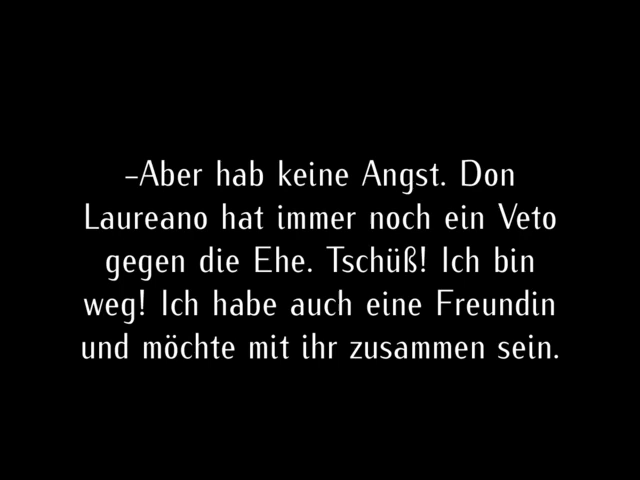 –Aber hab keine Angst. Don
Laureano hat immer noch ein Veto
gegen die Ehe. Tschüß! Ich bin
weg! Ich habe auch eine Freundin
und möchte mit ihr zusammen sein.